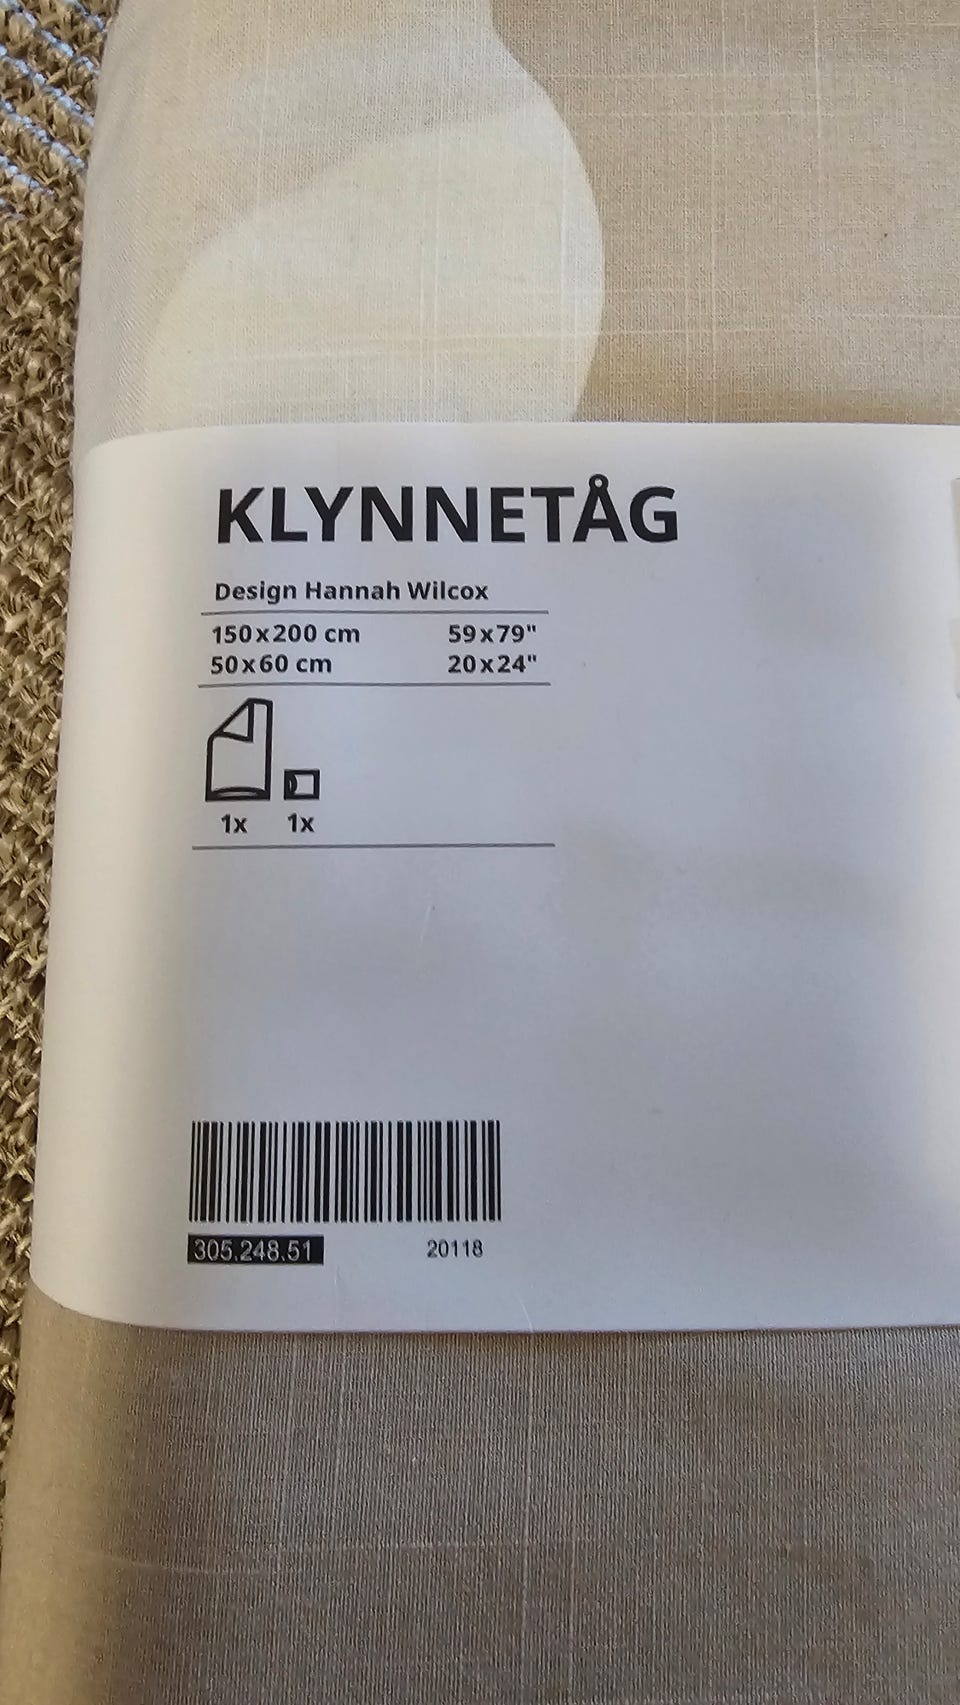 KLYNNETÅG
Design Hannah Wilcox
150x200 cm 59x79"
50x60 cm 20x24"
1x 1x
305.248.51 20118